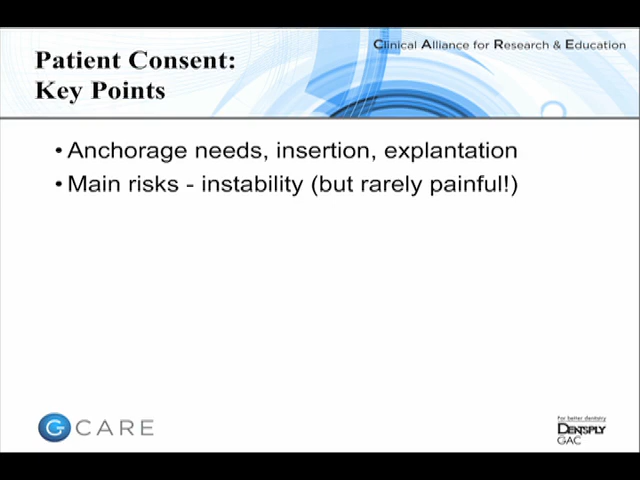 Clinical Alliance for Research & Education
Patient Consent:
Key Points
• Anchorage needs, insertion, explantation
• Main risks - instability (but rarely painful!)
G CARE
For better dentistry
DENTSPLY
GAC